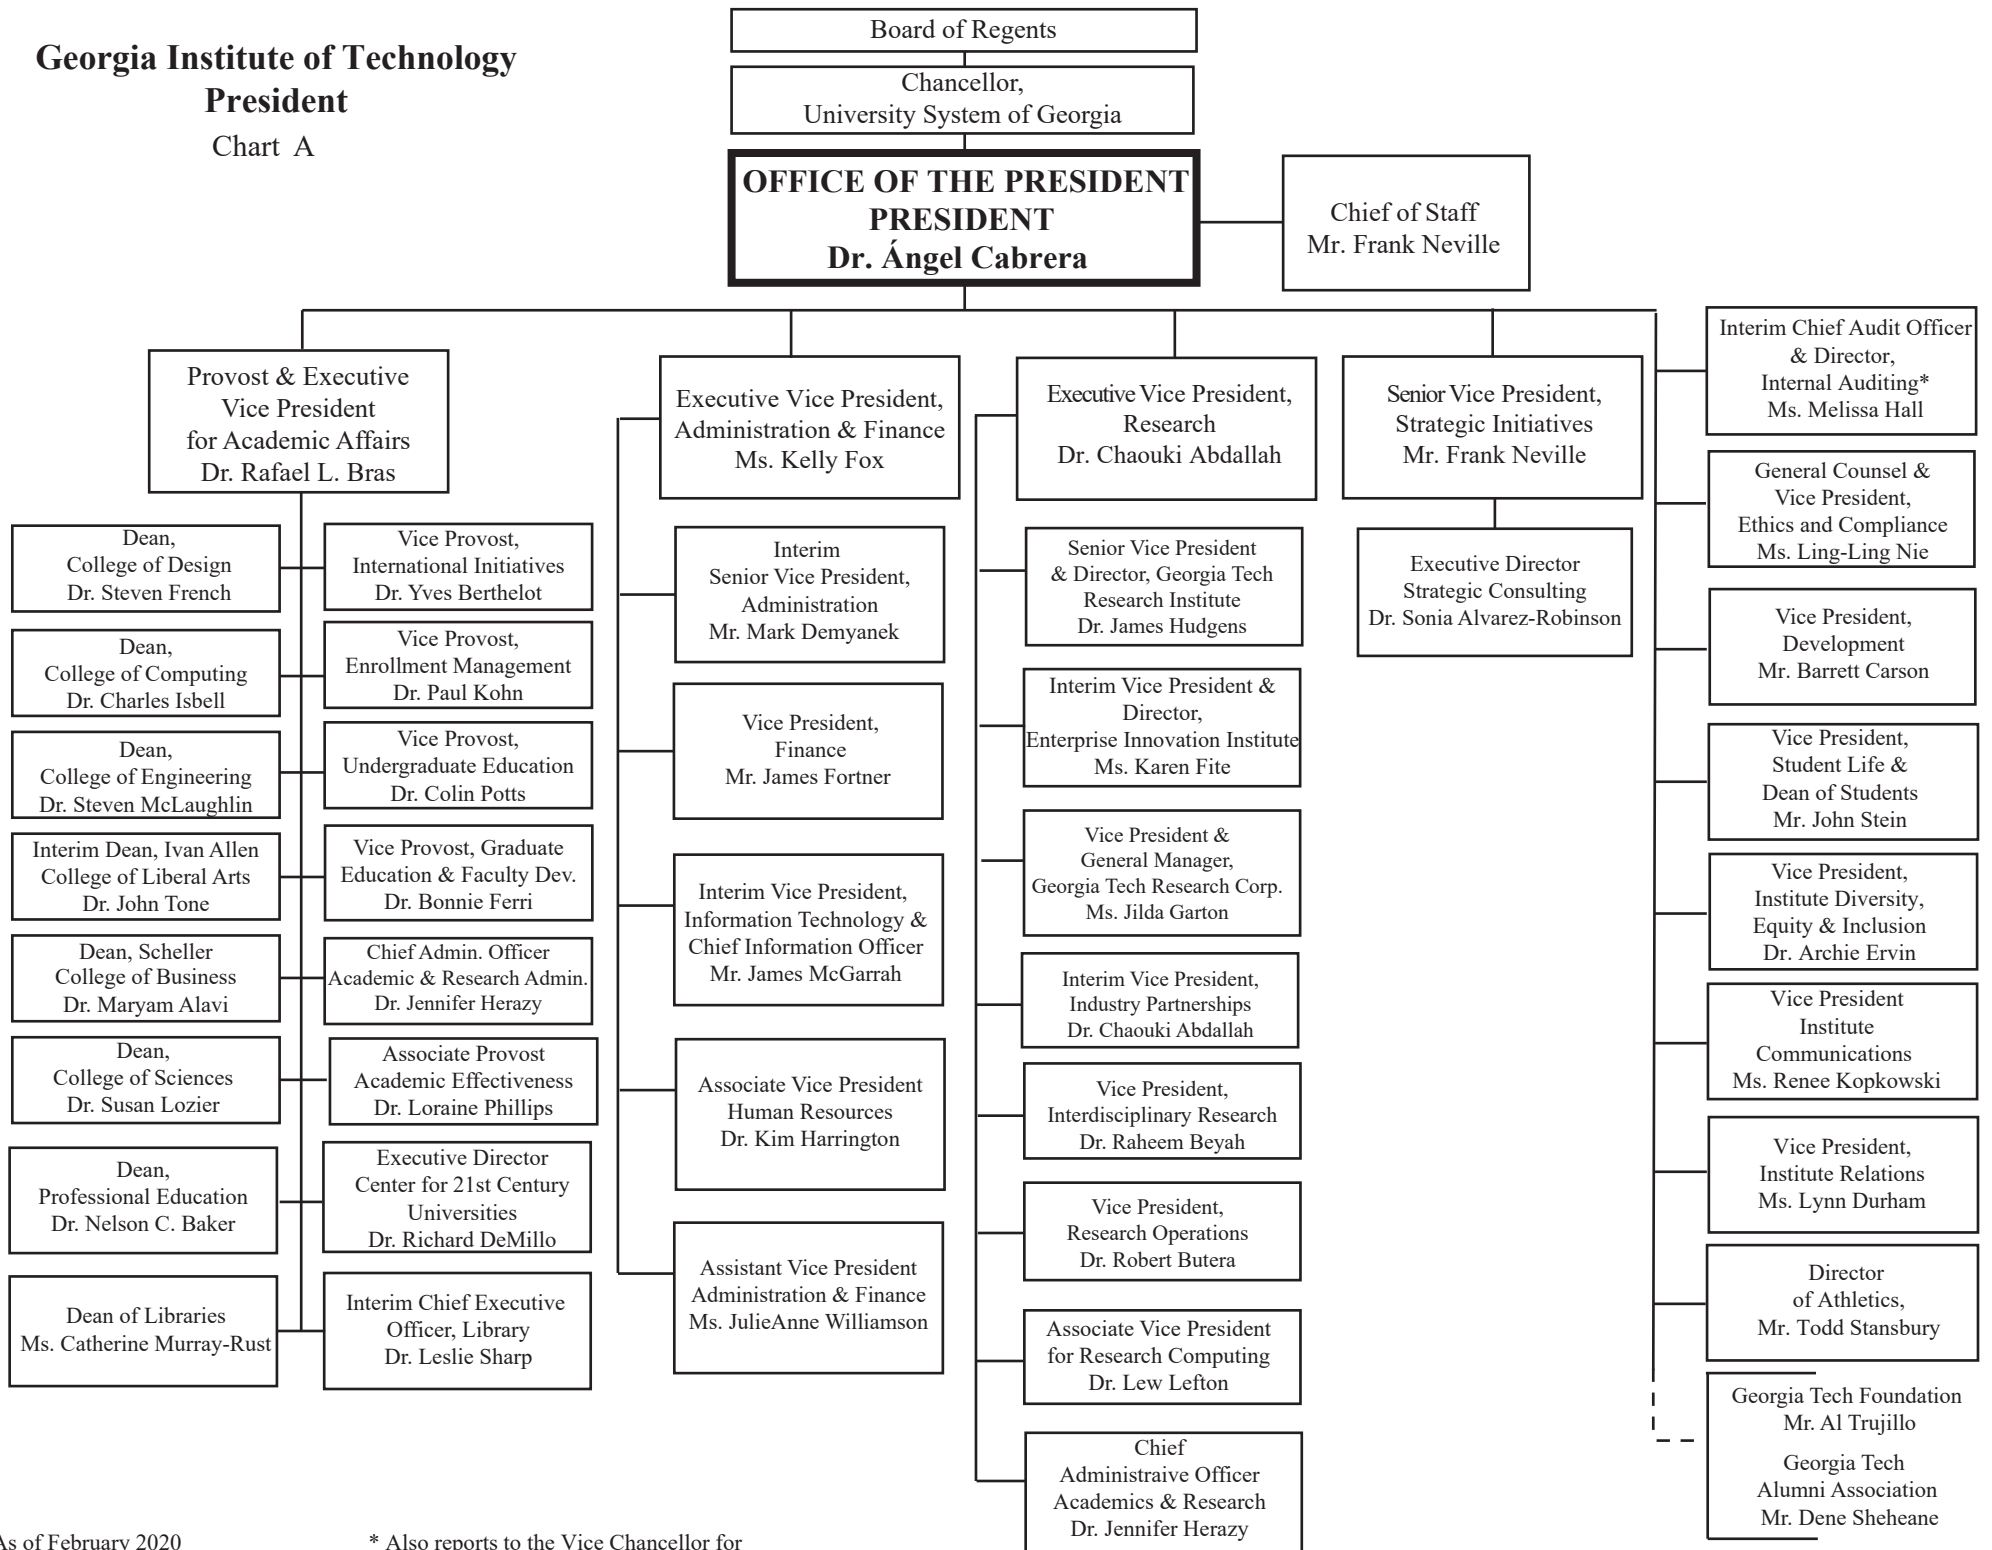 Georgia Institute of Technology
President
Chart A
Board of Regents
Chancellor,
University System of Georgia
OFFICE OF THE PRESIDENT
PRESIDENT
Dr. Ángel Cabrera
Chief of Staff
Mr. Frank Neville
Provost & Executive
Vice President
for Academic Affairs
Dr. Rafael L. Bras
Dean,
College of Design
Dr. Steven French
Vice Provost,
International Initiatives
Dr. Yves Berthelot
Dean,
College of Computing
Dr. Charles Isbell
Vice Provost,
Enrollment Management
Dr. Paul Kohn
Dean,
College of Engineering
Dr. Steven McLaughlin
Vice Provost,
Undergraduate Education
Dr. Colin Potts
Interim Dean, Ivan Allen
College of Liberal Arts
Dr. John Tone
Vice Provost, Graduate
Education & Faculty Dev.
Dr. Bonnie Ferri
Dean, Scheller
College of Business
Dr. Maryam Alavi
Chief Admin. Officer
Academic & Research Admin.
Dr. Jennifer Herazy
Dean,
College of Sciences
Dr. Susan Lozier
Associate Provost
Academic Effectiveness
Dr. Loraine Phillips
Dean,
Professional Education
Dr. Nelson C. Baker
Executive Director
Center for 21st Century
Universities
Dr. Richard DeMillo
Dean of Libraries
Ms. Catherine Murray-Rust
Interim Chief Executive
Officer, Library
Dr. Leslie Sharp
Executive Vice President,
Administration & Finance
Ms. Kelly Fox
Interim
Senior Vice President,
Administration
Mr. Mark Demyanek
Vice President,
Finance
Mr. James Fortner
Interim Vice President,
Information Technology &
Chief Information Officer
Mr. James McGarrah
Associate Vice President
Human Resources
Dr. Kim Harrington
Assistant Vice President
Administration & Finance
Ms. JulieAnne Williamson
Executive Vice President,
Research
Dr. Chaouki Abdallah
Senior Vice President
& Director, Georgia Tech
Research Institute
Dr. James Hudgens
Interim Vice President &
Director,
Enterprise Innovation Institute
Ms. Karen Fite
Vice President &
General Manager,
Georgia Tech Research Corp.
Ms. Jilda Garton
Interim Vice President,
Industry Partnerships
Dr. Chaouki Abdallah
Vice President,
Interdisciplinary Research
Dr. Raheem Beyah
Vice President,
Research Operations
Dr. Robert Butera
Associate Vice President
for Research Computing
Dr. Lew Lefton
Chief
Administraive Officer
Academics & Research
Dr. Jennifer Herazy
Senior Vice President,
Strategic Initiatives
Mr. Frank Neville
Executive Director
Strategic Consulting
Dr. Sonia Alvarez-Robinson
Interim Chief Audit Officer
& Director,
Internal Auditing*
Ms. Melissa Hall
General Counsel &
Vice President,
Ethics and Compliance
Ms. Ling-Ling Nie
Vice President,
Development
Mr. Barrett Carson
Vice President,
Student Life &
Dean of Students
Mr. John Stein
Vice President,
Institute Diversity,
Equity & Inclusion
Dr. Archie Ervin
Vice President
Institute
Communications
Ms. Renee Kopkowski
Vice President,
Institute Relations
Ms. Lynn Durham
Director
of Athletics,
Mr. Todd Stansbury
Georgia Tech Foundation
Mr. Al Trujillo
Georgia Tech
Alumni Association
Mr. Dene Sheheane
As of February 2020
* Also reports to the Vice Chancellor for